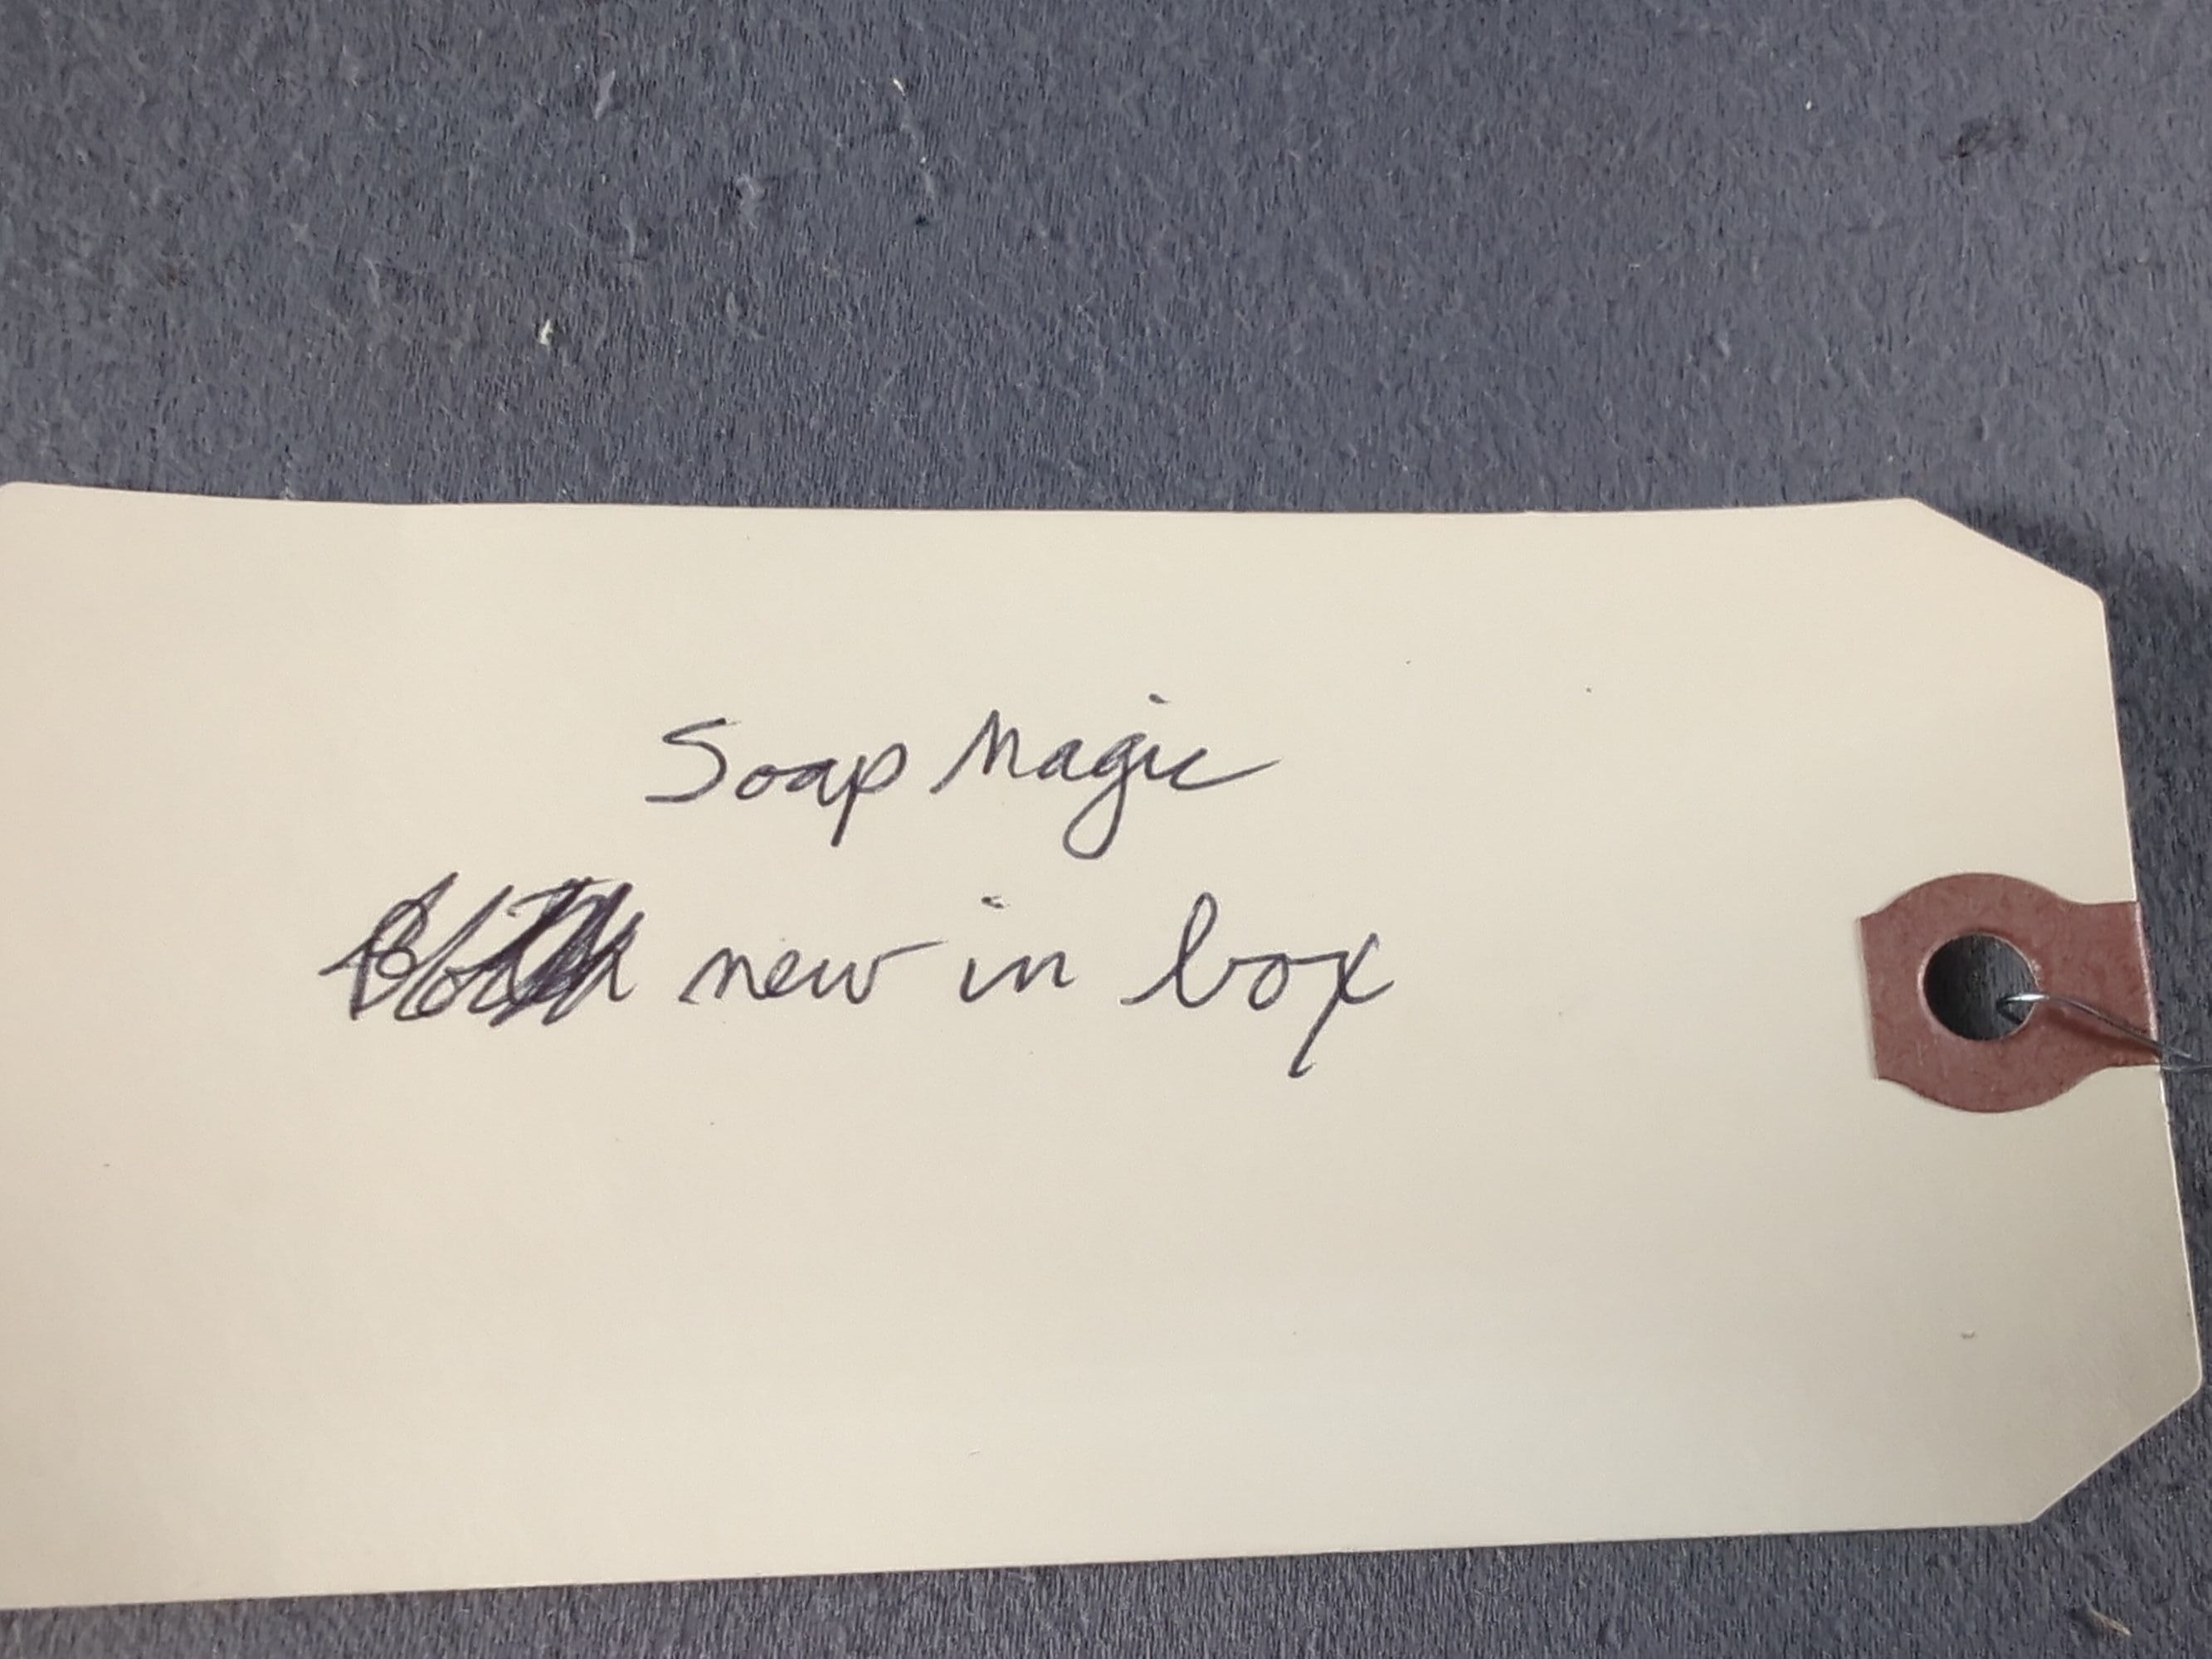 Soap Magic
new in box